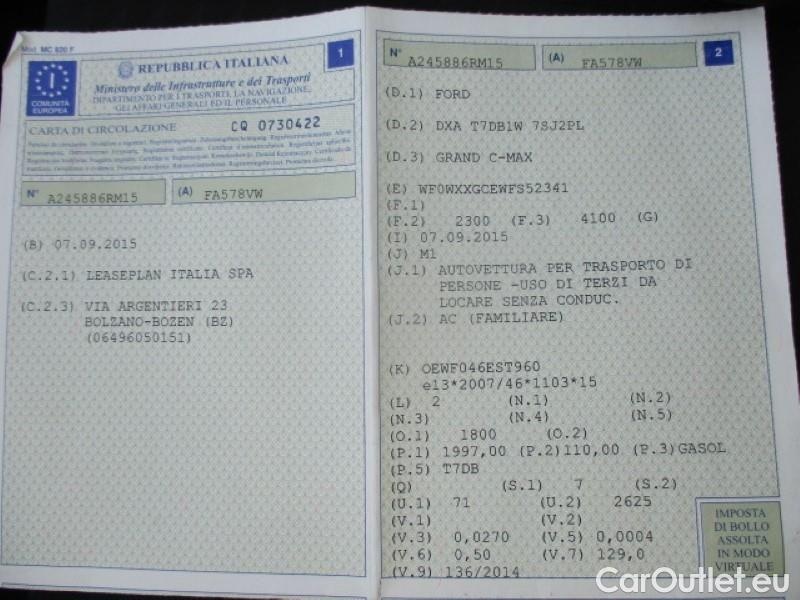 Mod. MC 820 F
I
COMUNITÀ
EUROPEA
REPUBBLICA ITALIANA
1
Ministero delle Infrastrutture e dei Trasporti
DIPARTIMENTO PER I TRASPORTI, LA NAVIGAZIONE,
GLI AFFARI GENERALI ED IL PERSONALE
CARTA DI CIRCOLAZIONE CQ 0730422
N° A245886RM15 (A) FA578VW
(B) 07.09.2015
(C.2.1) LEASEPLAN ITALIA SPA
(C.2.3) VIA ARGENTIERI 23
BOLZANO-BOZEN (BZ)
(06496050151)
N° A245886RM15 (A) FA578VW 2
(D.1) FORD
(D.2) DXA T7DB1W 7SJ2PL
(D.3) GRAND C-MAX
(E) WF0WXXGCEWFS52341
(F.1)
(F.2) 2300 (F.3) 4100 (G)
(I) 07.09.2015
(J) M1
(J.1) AUTOVETTURA PER TRASPORTO DI
PERSONE -USO DI TERZI DA
LOCARE SENZA CONDUC.
(J.2) AC (FAMILIARE)
(K) OEWF046EST960
e13*2007/46*1103*15
(L) 2 (N.1) (N.2)
(N.3) (N.4) (N.5)
(O.1) 1800 (O.2)
(P.1) 1997,00 (P.2)110,00 (P.3)GASOL
(P.5) T7DB
(Q) (S.1) 7 (S.2)
(U.1) 71 (U.2) 2625
(V.1) (V.2)
(V.3) 0,0270 (V.5) 0,0004
(V.6) 0,50 (V.7) 129,0
(V.9) 136/2014
IMPOSTA
DI BOLLO
ASSOLTA
IN MODO
VIRTUALE
CarOutlet.eu